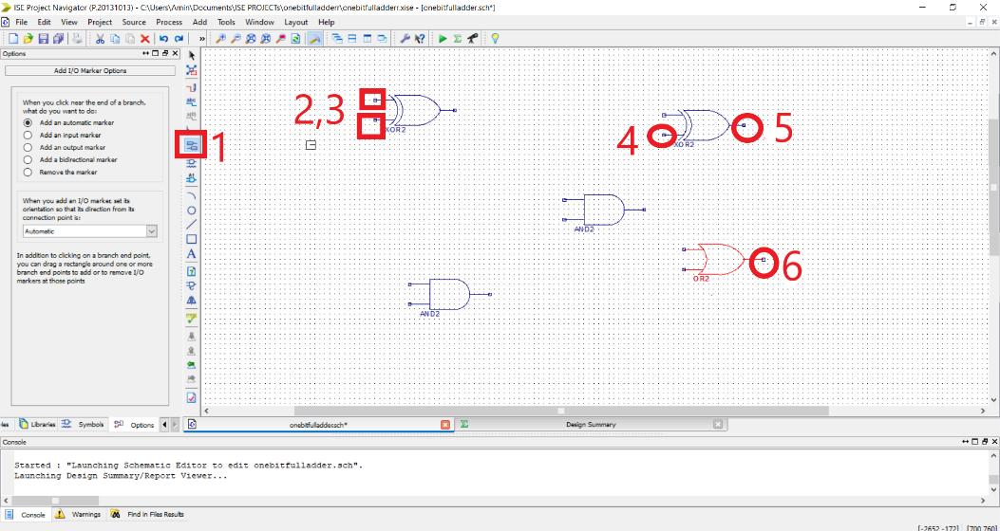 ISE Project Navigator (P.20131013) - C:\Users\Amin\Documents\ISE PROJECTs\onebitfulladderr\onebitfulladder.xise - [onebitfulladder.sch*]
File Edit View Project Source Process Add Tools Window Layout Help
Options
Add I/O Marker Options
When you click near the end of a branch,
what do you want to do:
Add an automatic marker
Add an input marker
Add an output marker
Add a bidirectional marker
Remove the marker
When you add an I/O marker, set its
orientation so that its direction from its
connection point is:
Automatic
In addition to clicking on a branch end point,
you can drag a rectangle around one or more
branch end points to add or to remove I/O
markers at those points
1
2,3
XOR2
4
XOR2
5
AND2
OR2
6
AND2
les Libraries Symbols Options
onebitfulladder.sch*
Design Summary
Console
Started : "Launching Schematic Editor to edit onebitfulladder.sch".
Launching Design Summary/Report Viewer...
Console Warnings Find in Files Results
[-2652,-172] [700,760]